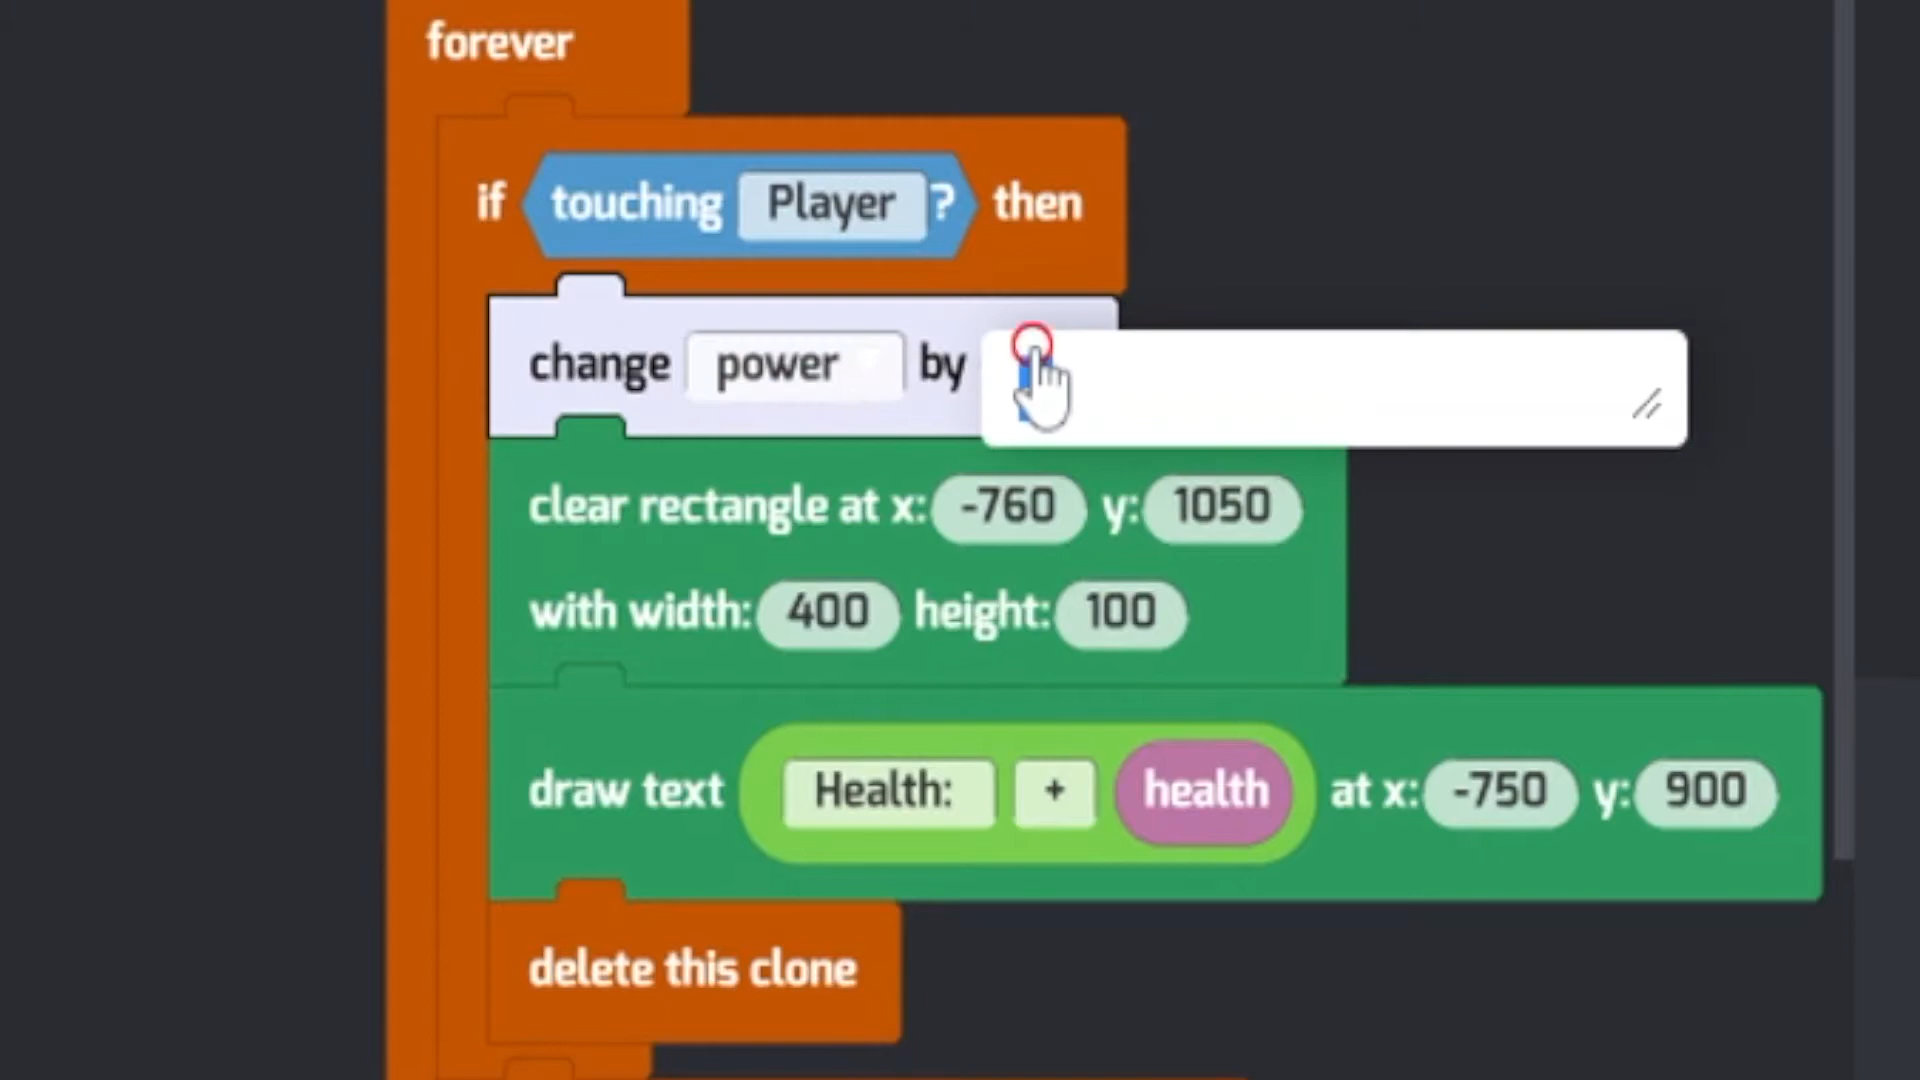 forever
if touching Player ? then
change power by
clear rectangle at x: -760 y: 1050
with width: 400 height: 100
draw text Health: + health at x: -750 y: 900
delete this clone